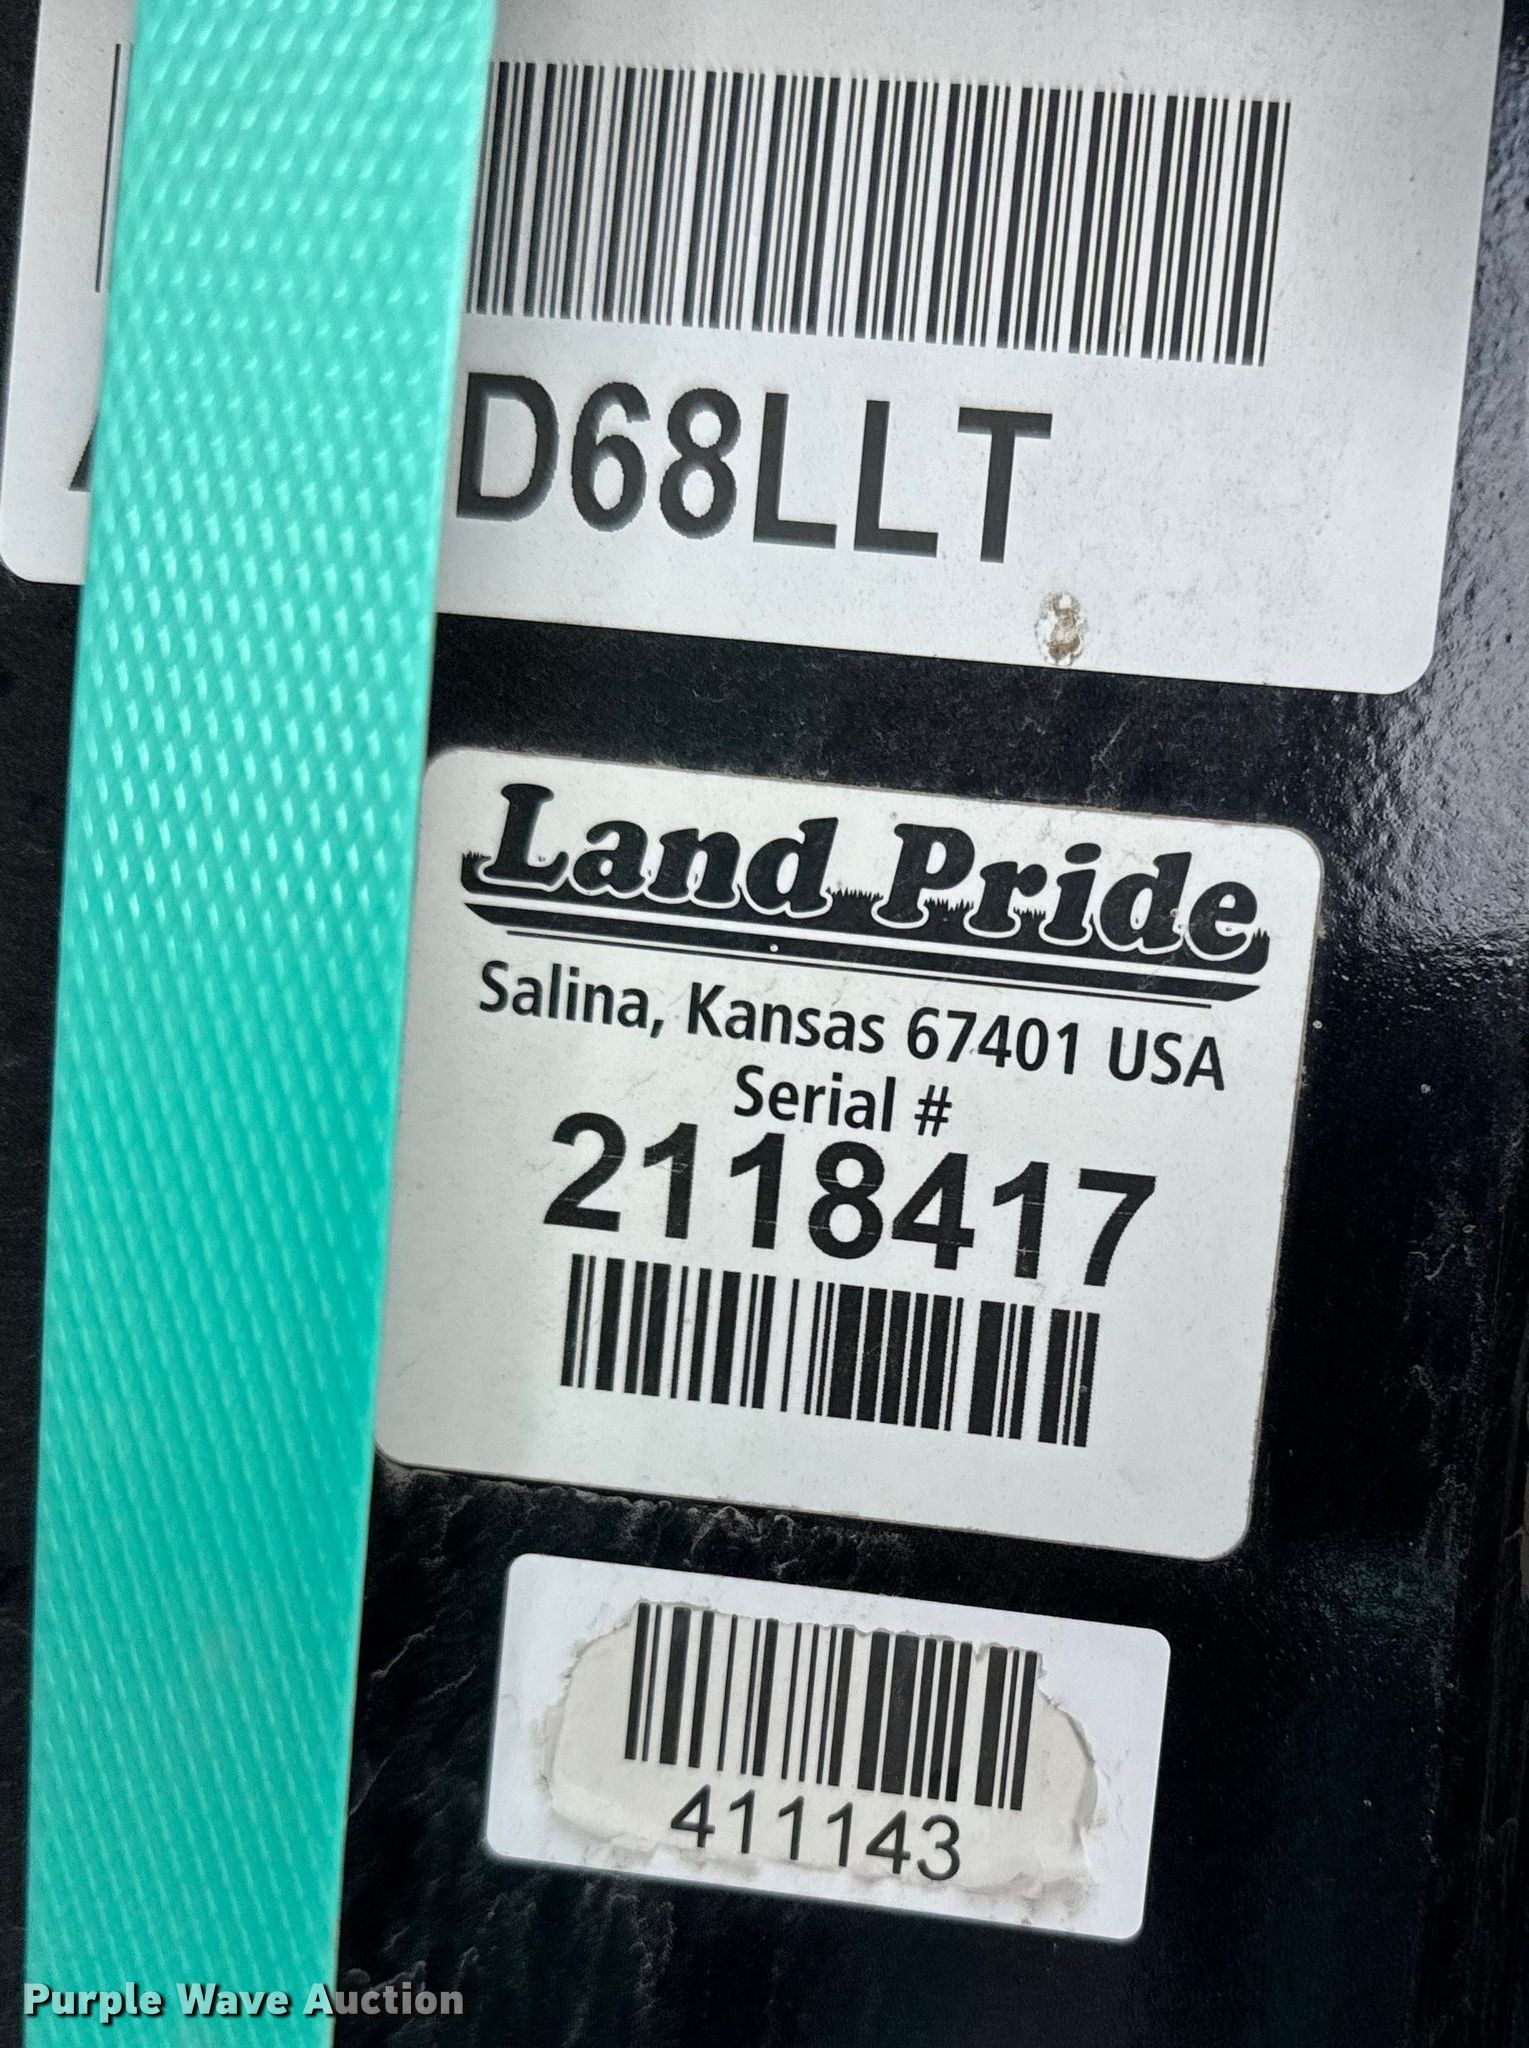 D68LLT
Land Pride
Salina, Kansas 67401 USA
Serial #
2118417
411143
Purple Wave Auction